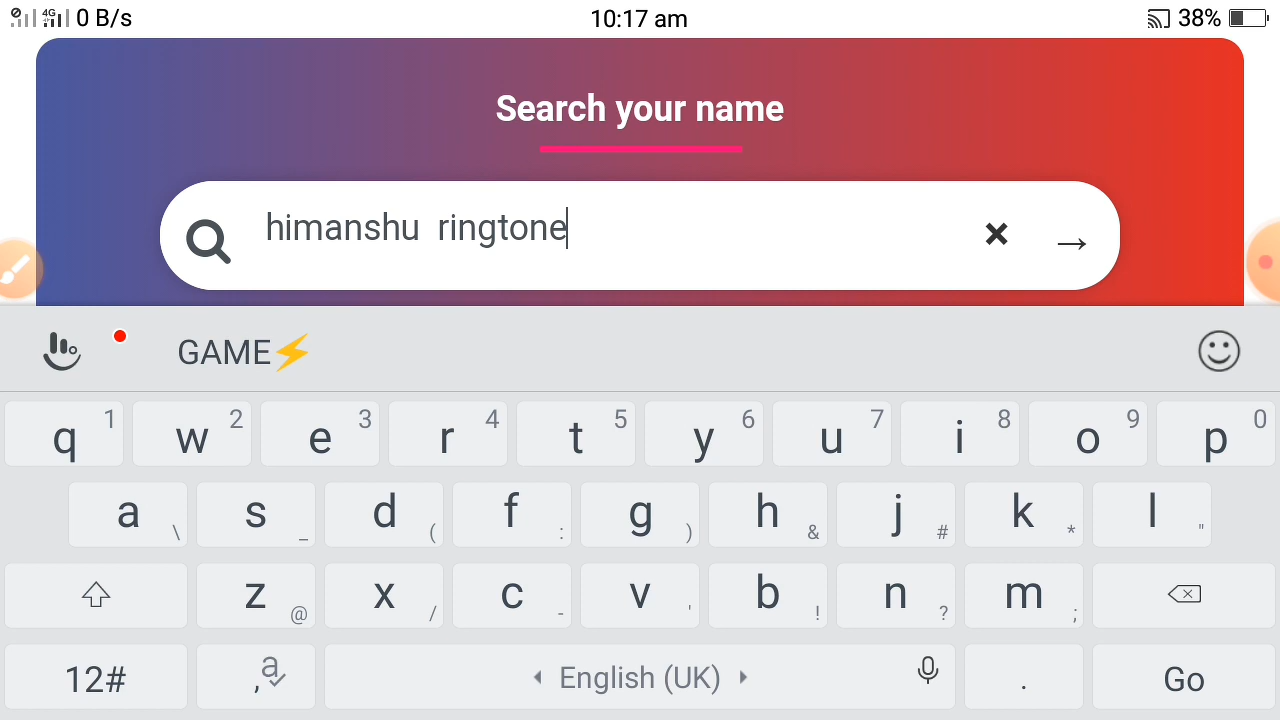 4G 0 B/s 10:17 am 38%
Search your name
himanshu  ringtone × →
GAME⚡
q 1 w 2 e 3 r 4 t 5 y 6 u 7 i 8 o 9 p 0
a \ s _ d ( f : g ) h & j # k * l "
z @ x / c - v ' b ! n ? m ;
12# , a English (UK) . Go